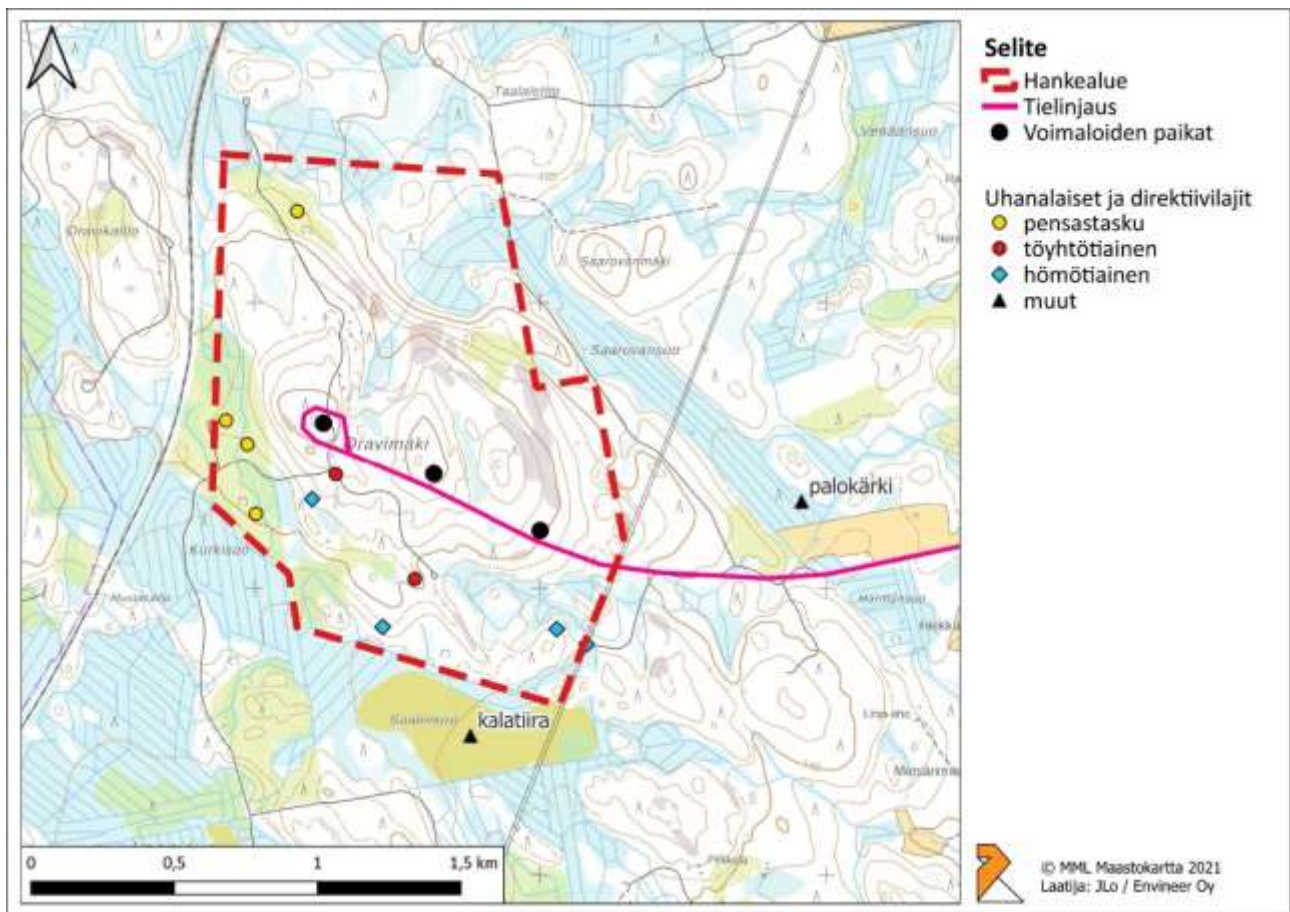 Selite
Hankealue
Tielinjaus
Voimaloiden paikat
Uhanalaiset ja direktiivilajit
pensastasku
töyhtötiainen
hömötiainen
muut
Oravimäki
Saarovanmäki
Saarovansuo
Kurkisuo
palokärki
kalatiira
0 0,5 1 1,5 km
© MML Maastokartta 2021
Laatija: JLo / Envineer Oy